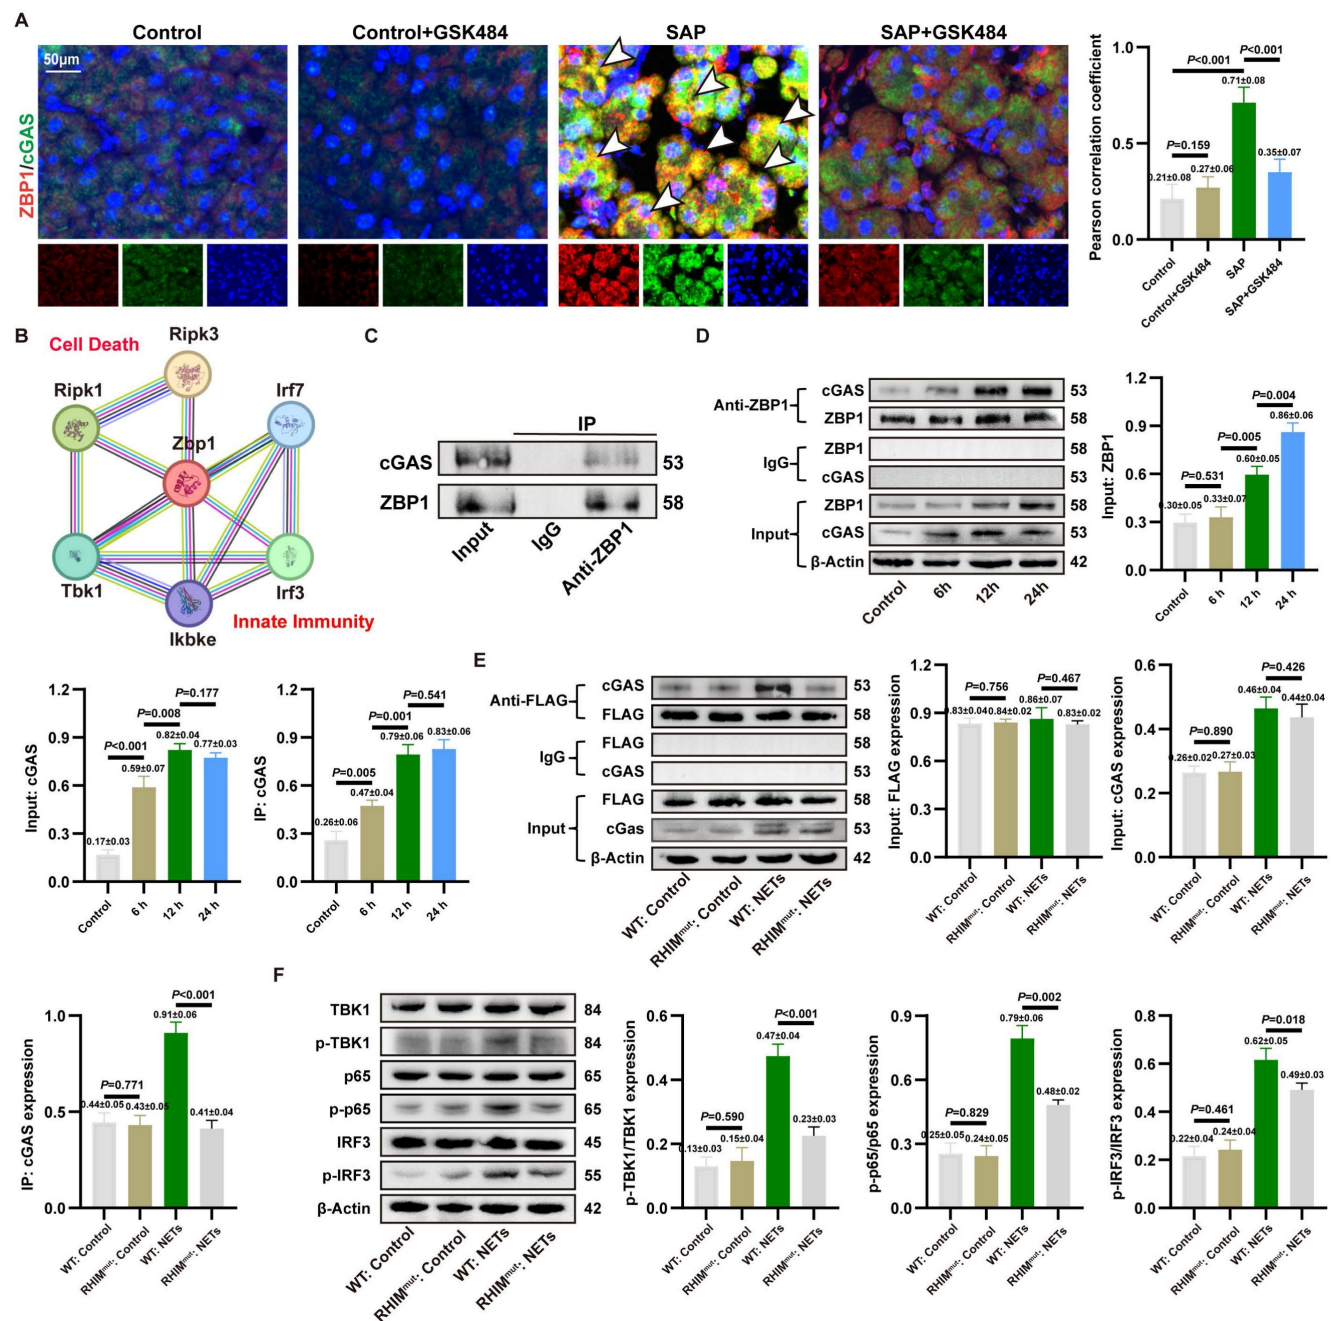 A
Control
Control+GSK484
SAP
SAP+GSK484
50μm
ZBP1/cGAS
Pearson correlation coefficient
1.0
0.5
0.0
P<0.001
P<0.001
0.71±0.08
P=0.159
0.21±0.08
0.27±0.06
0.35±0.07
Control
Control+GSK484
SAP
SAP+GSK484
B
Cell Death
Ripk3
Ripk1
Irf7
Zbp1
Tbk1
Irf3
Ikbke
Innate Immunity
C
IP
cGAS
53
ZBP1
58
Input
IgG
Anti-ZBP1
D
Anti-ZBP1
cGAS
53
ZBP1
58
IgG
ZBP1
58
cGAS
53
Input
ZBP1
58
cGAS
53
β-Actin
42
Control
6h
12h
24h
Input: ZBP1
1.2
0.9
0.6
0.3
0.0
P=0.004
0.86±0.06
P=0.005
0.60±0.05
P=0.531
0.30±0.05
0.33±0.07
Control
6 h
12 h
24 h
Input: cGAS
1.2
0.9
0.6
0.3
0.0
P=0.177
P=0.008
0.82±0.04
0.77±0.03
P<0.001
0.59±0.07
0.17±0.03
Control
6 h
12 h
24 h
IP: cGAS
1.2
0.9
0.6
0.3
0.0
P=0.541
P=0.001
0.79±0.06
0.83±0.06
P=0.005
0.47±0.04
0.26±0.06
Control
6 h
12 h
24 h
E
Anti-FLAG
cGAS
53
FLAG
58
IgG
FLAG
58
cGAS
53
Input
FLAG
58
cGas
53
β-Actin
42
WT: Control
RHIMmut: Control
WT: NETs
RHIMmut: NETs
Input: FLAG expression
1.2
0.9
0.6
0.3
0.0
P=0.756
P=0.467
0.83±0.04
0.84±0.02
0.86±0.07
0.83±0.02
WT: Control
RHIMmut: Control
WT: NETs
RHIMmut: NETs
Input: cGAS expression
0.6
0.4
0.2
0.0
P=0.426
0.46±0.04
0.44±0.04
P=0.890
0.26±0.02
0.27±0.03
WT: Control
RHIMmut: Control
WT: NETs
RHIMmut: NETs
IP: cGAS expression
1.0
0.5
0.0
P<0.001
0.91±0.06
P=0.771
0.44±0.05
0.43±0.05
0.41±0.04
WT: Control
RHIMmut: Control
WT: NETs
RHIMmut: NETs
F
TBK1
84
p-TBK1
84
p65
65
p-p65
65
IRF3
45
p-IRF3
55
β-Actin
42
WT: Control
RHIMmut: Control
WT: NETs
RHIMmut: NETs
p-TBK1/TBK1 expression
0.6
0.4
0.2
0.0
P<0.001
0.47±0.04
P=0.590
0.13±0.03
0.15±0.04
0.23±0.03
WT: Control
RHIMmut: Control
WT: NETs
RHIMmut: NETs
p-p65/p65 expression
0.9
0.6
0.3
0.0
P=0.002
0.79±0.06
P=0.829
0.48±0.02
0.25±0.05
0.24±0.05
WT: Control
RHIMmut: Control
WT: NETs
RHIMmut: NETs
p-IRF3/IRF3 expression
0.9
0.6
0.3
0.0
P=0.018
0.62±0.05
0.49±0.03
P=0.461
0.22±0.04
0.24±0.04
WT: Control
RHIMmut: Control
WT: NETs
RHIMmut: NETs